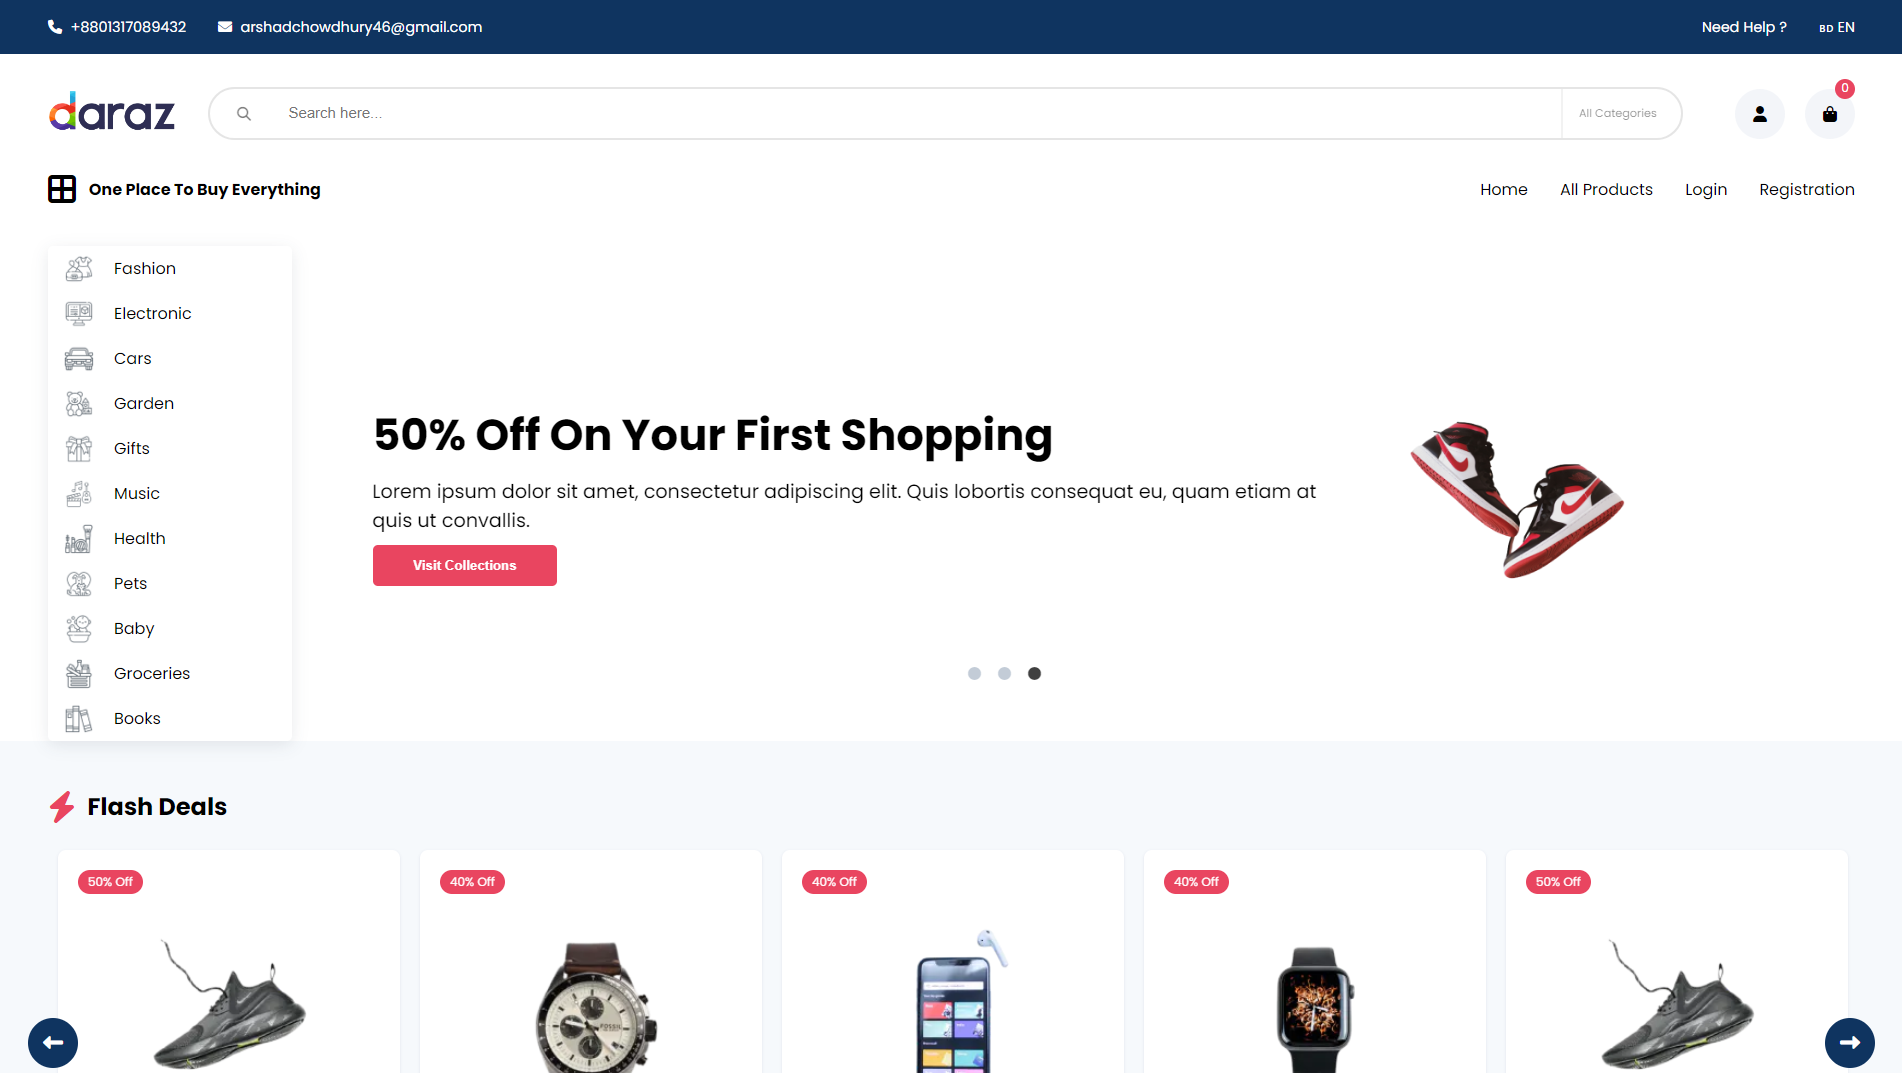 +8801317089432 arshadchowdhury46@gmail.com Need Help ? BD EN
daraz Search here... All Categories 0
One Place To Buy Everything Home All Products Login Registration
Fashion
Electronic
Cars
Garden
Gifts
Music
Health
Pets
Baby
Groceries
Books
50% Off On Your First Shopping
Lorem ipsum dolor sit amet, consectetur adipiscing elit. Quis lobortis consequat eu, quam etiam at
quis ut convallis.
Visit Collections
Flash Deals
50% Off 40% Off 40% Off 40% Off 50% Off
FOSSIL